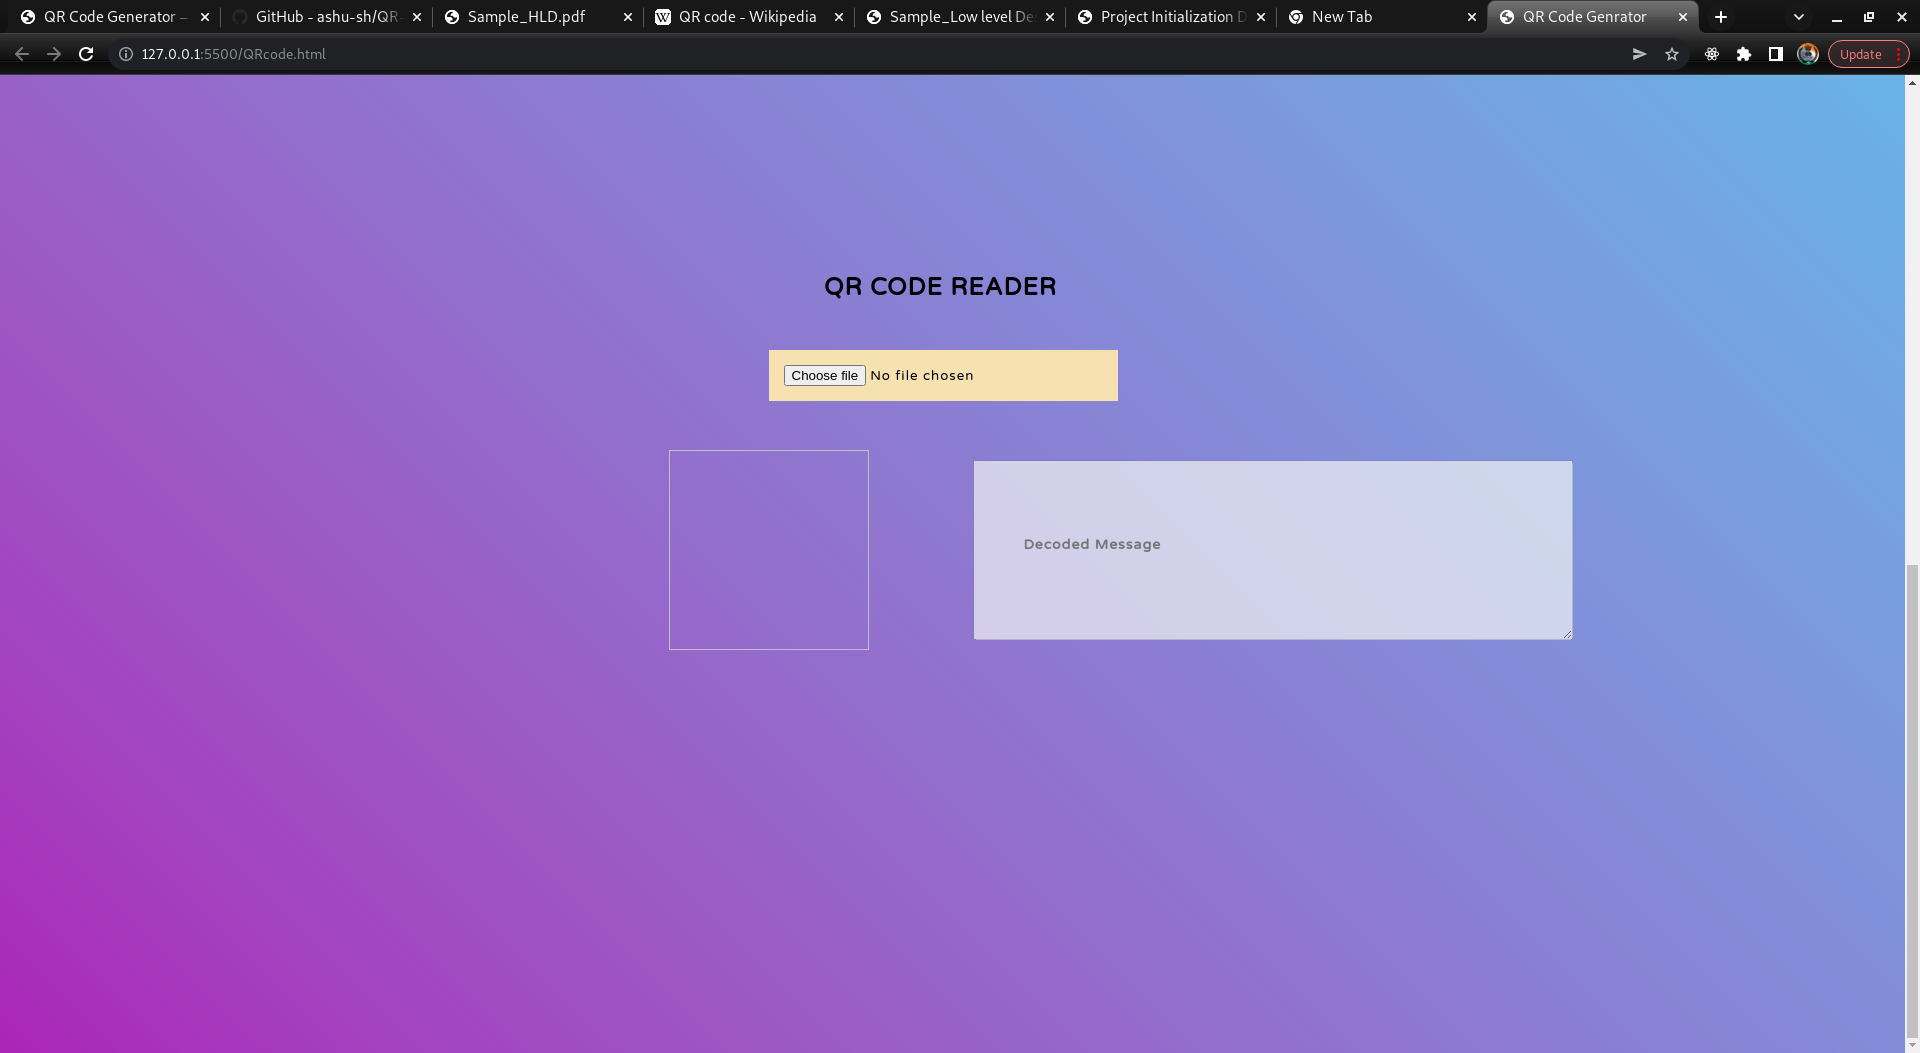 QR Code Generator –
GitHub - ashu-sh/QR-
Sample_HLD.pdf
QR code - Wikipedia
Sample_Low level De
Project Initialization D
New Tab
QR Code Genrator
127.0.0.1:5500/QRcode.html
Update
QR CODE READER
Choose file No file chosen
Decoded Message